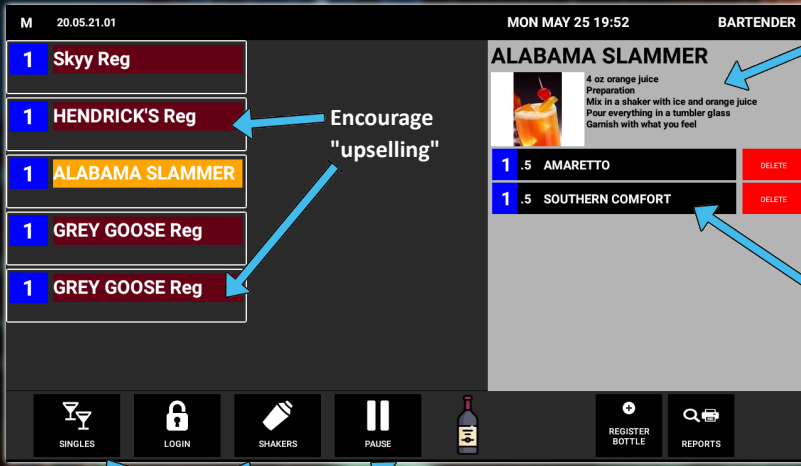 M 20.05.21.01 MON MAY 25 19:52 BARTENDER
1 Skyy Reg
1 HENDRICK'S Reg
1 ALABAMA SLAMMER
1 GREY GOOSE Reg
1 GREY GOOSE Reg
Encourage
"upselling"
ALABAMA SLAMMER
4 oz orange juice
Preparation
Mix in a shaker with ice and orange juice
Pour everything in a tumbler glass
Garnish with what you feel
1 .5 AMARETTO DELETE
1 .5 SOUTHERN COMFORT DELETE
SINGLES
LOGIN
SHAKERS
PAUSE
REGISTER
BOTTLE
REPORTS